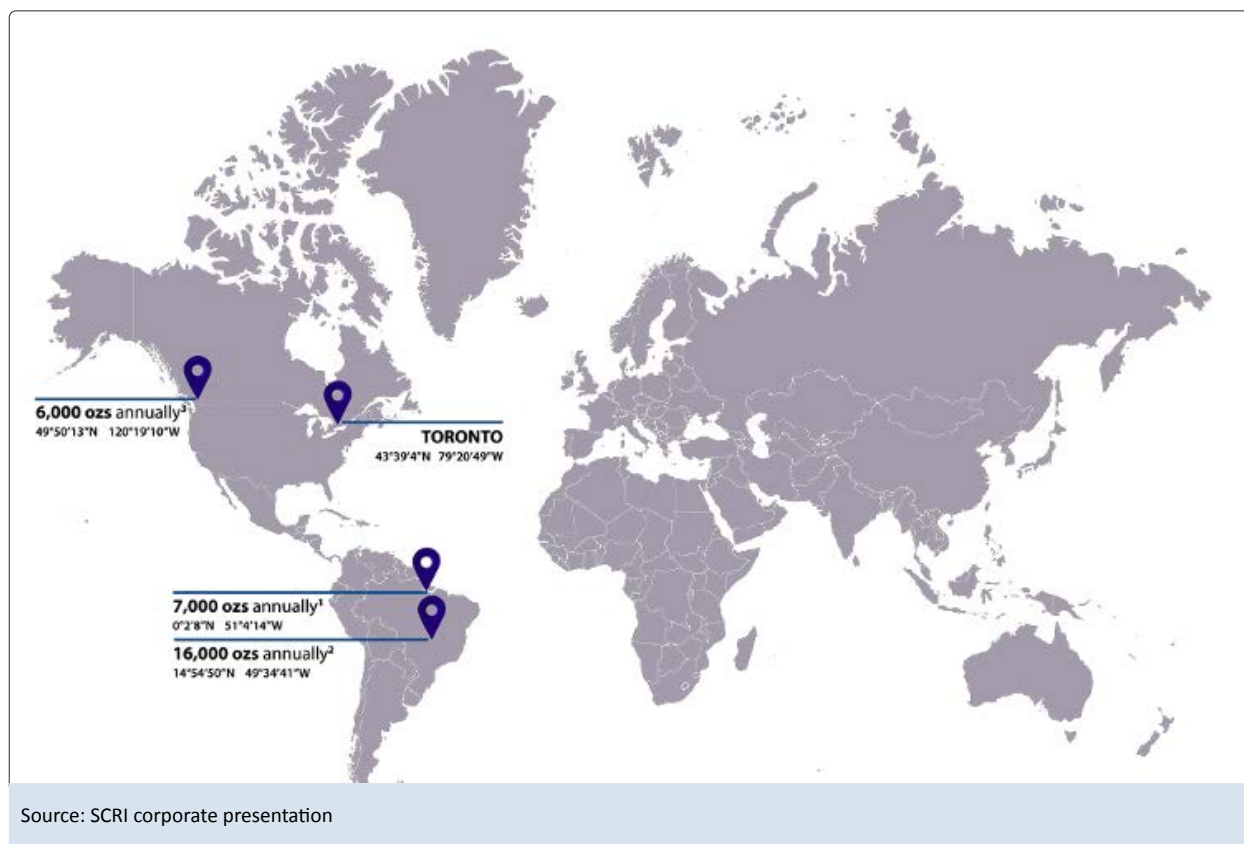 6,000 ozs annually³
49°50'13"N 120°19'10"W
TORONTO
43°39'4"N 79°20'49"W
7,000 ozs annually¹
0°2'8"N 51°4'14"W
16,000 ozs annually²
14°54'50"N 49°34'41"W
Source: SCRI corporate presentation